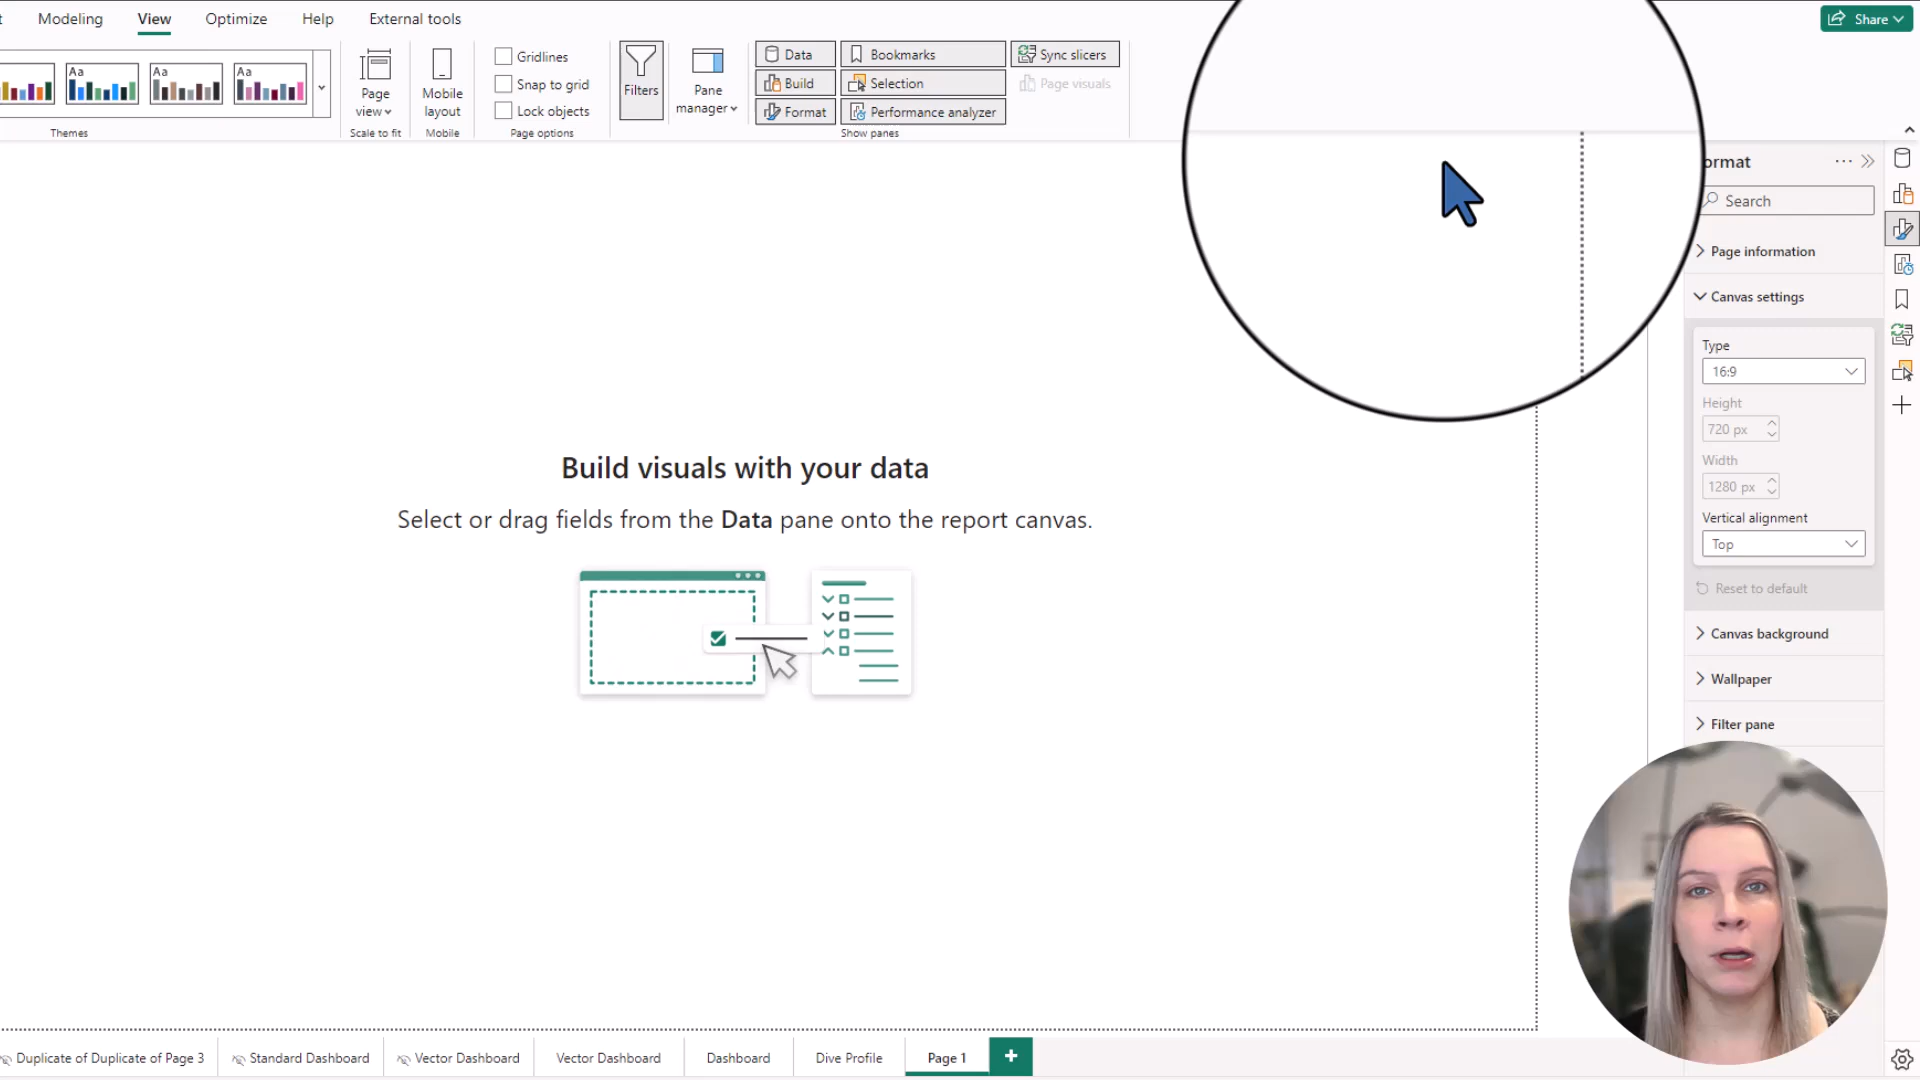 Modeling
View
Optimize
Help
External tools
Share
Aa
Aa
Aa
Themes
Page
view
Scale to fit
Mobile
layout
Mobile
Gridlines
Snap to grid
Lock objects
Page options
Filters
Pane
manager
Data
Build
Format
Bookmarks
Selection
Performance analyzer
Sync slicers
Page visuals
Show panes
ormat
Search
Page information
Canvas settings
Type
16:9
Height
720 px
Width
1280 px
Vertical alignment
Top
Reset to default
Canvas background
Wallpaper
Filter pane
Build visuals with your data
Select or drag fields from the Data pane onto the report canvas.
Duplicate of Duplicate of Page 3
Standard Dashboard
Vector Dashboard
Vector Dashboard
Dashboard
Dive Profile
Page 1